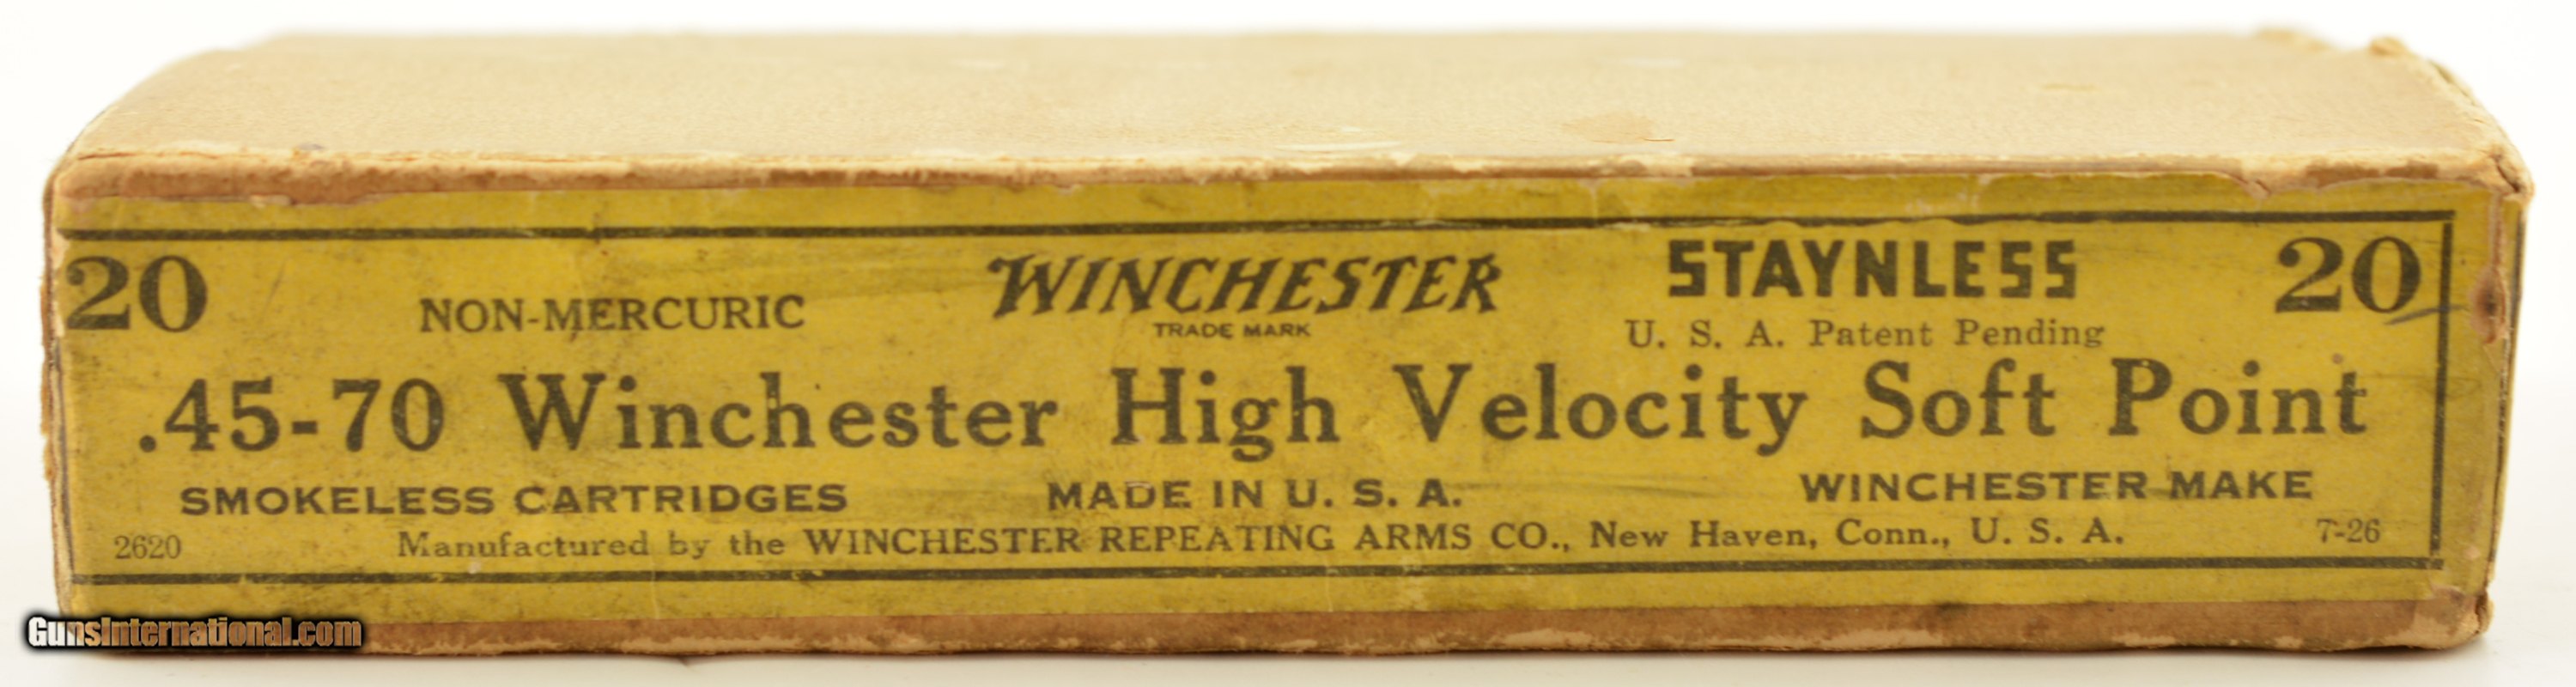 20 NON-MERCURIC WINCHESTER STAYNLESS 20
TRADE MARK U. S. A. Patent Pending
.45-70 Winchester High Velocity Soft Point
SMOKELESS CARTRIDGES MADE IN U. S. A. WINCHESTER MAKE
2620 Manufactured by the WINCHESTER REPEATING ARMS CO., New Haven, Conn., U. S. A. 7-26
GunsInternational.com